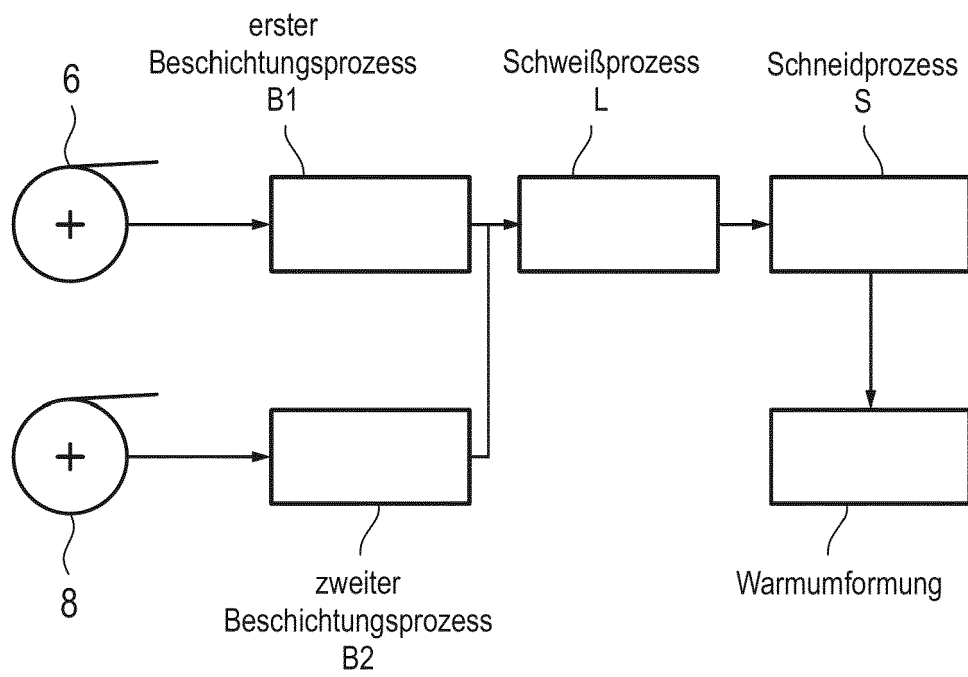 erster
Beschichtungsprozess
B1
Schweißprozess
L
Schneidprozess
S
6
8
zweiter
Beschichtungsprozess
B2
Warmumformung